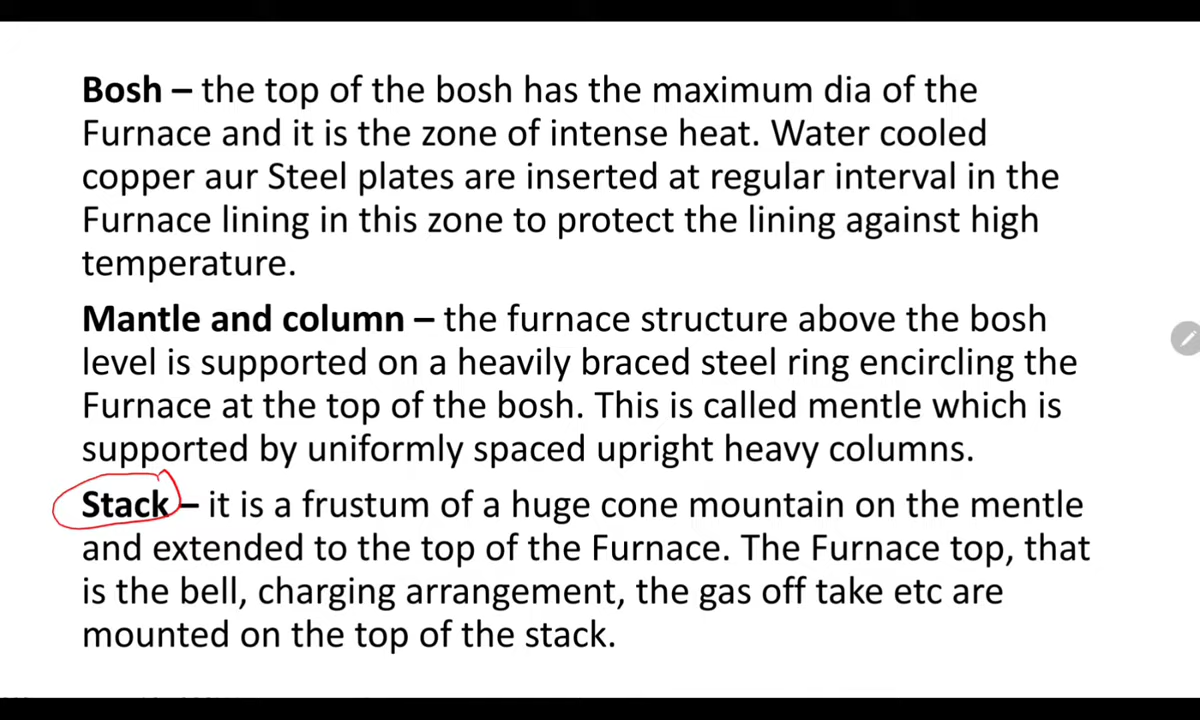 Bosh – the top of the bosh has the maximum dia of the
Furnace and it is the zone of intense heat. Water cooled
copper aur Steel plates are inserted at regular interval in the
Furnace lining in this zone to protect the lining against high
temperature.
Mantle and column – the furnace structure above the bosh
level is supported on a heavily braced steel ring encircling the
Furnace at the top of the bosh. This is called mentle which is
supported by uniformly spaced upright heavy columns.
Stack – it is a frustum of a huge cone mountain on the mentle
and extended to the top of the Furnace. The Furnace top, that
is the bell, charging arrangement, the gas off take etc are
mounted on the top of the stack.